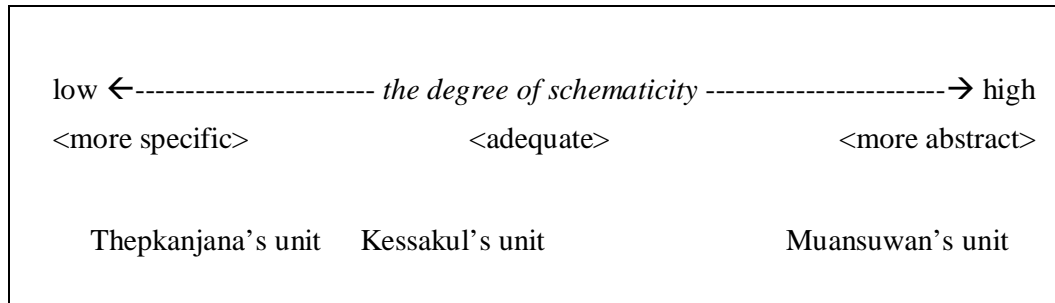 low ←------------------------ the degree of schematicity ------------------------→ high
<more specific> <adequate> <more abstract>
Thepkanjana’s unit Kessakul’s unit Muansuwan’s unit